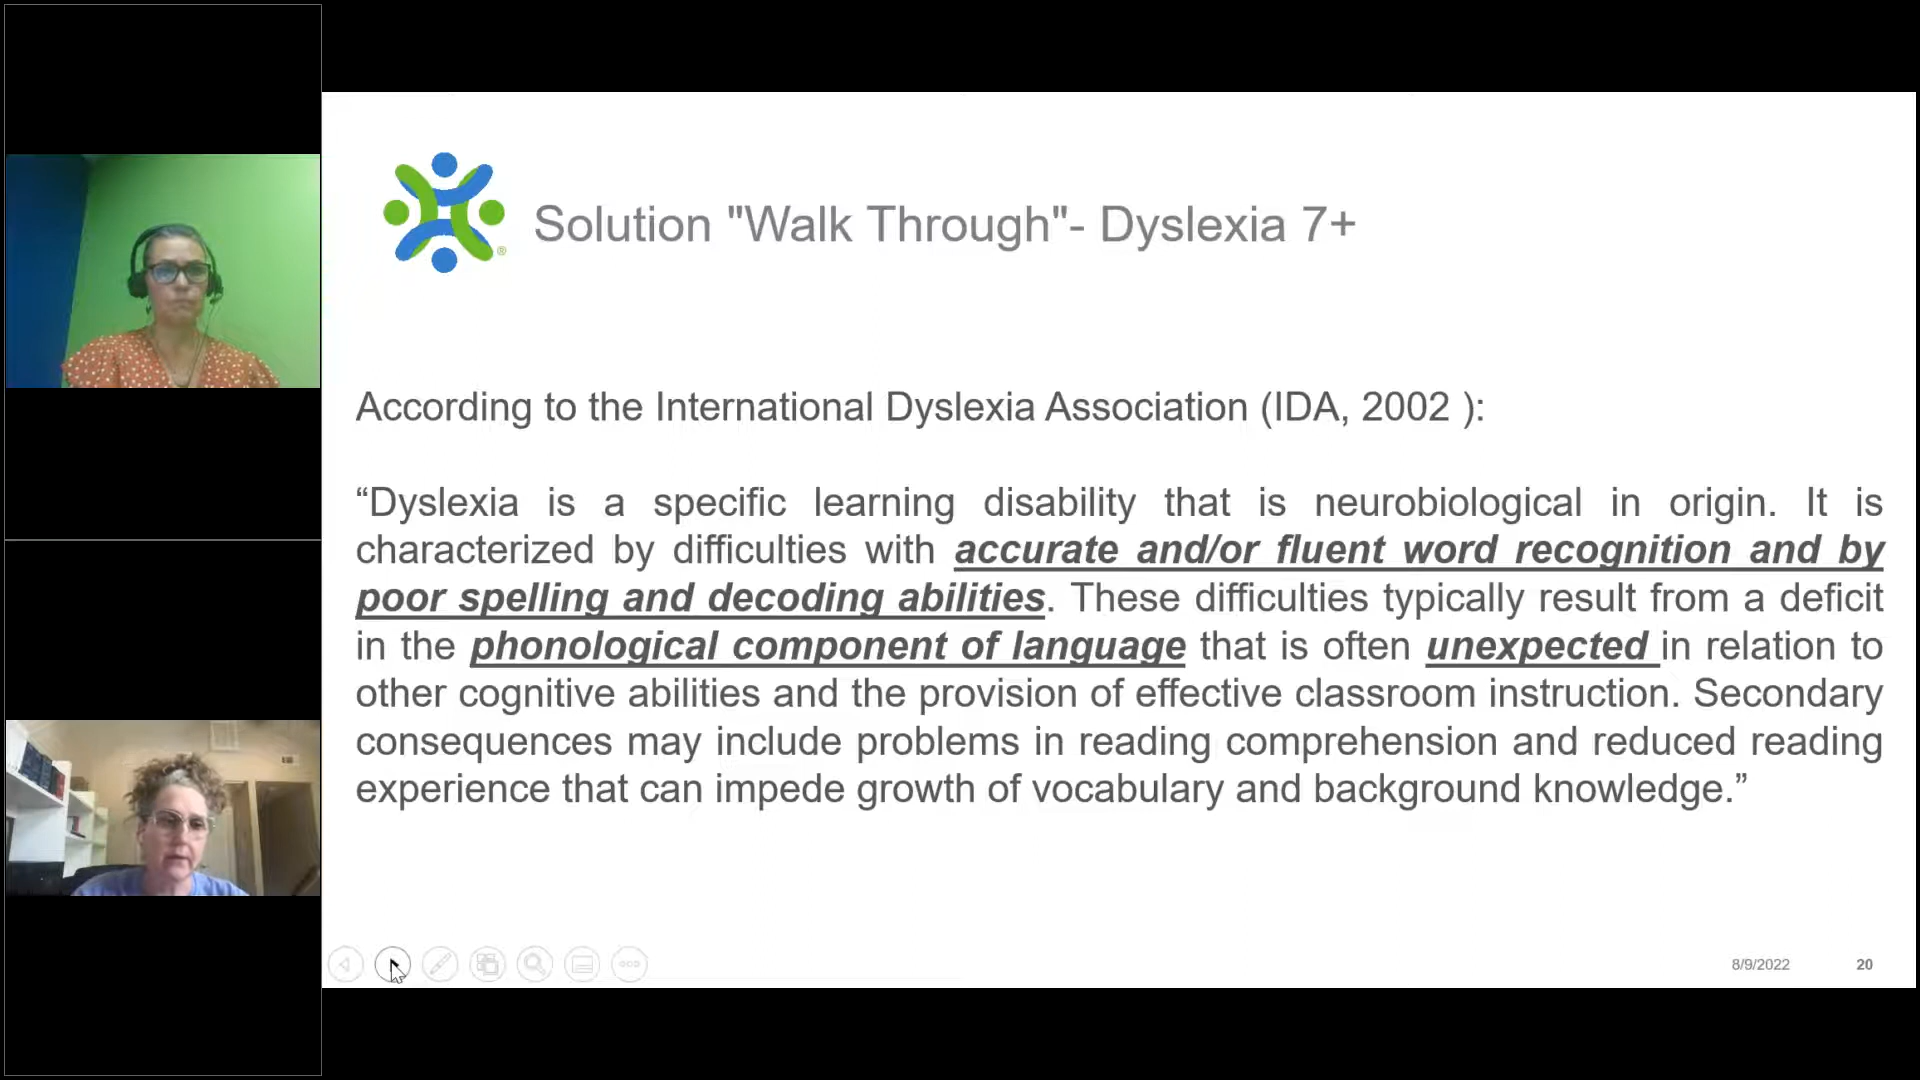 Solution "Walk Through"- Dyslexia 7+
®
According to the International Dyslexia Association (IDA, 2002 ):
“Dyslexia is a specific learning disability that is neurobiological in origin. It is
characterized by difficulties with accurate and/or fluent word recognition and by
poor spelling and decoding abilities. These difficulties typically result from a deficit
in the phonological component of language that is often unexpected in relation to
other cognitive abilities and the provision of effective classroom instruction. Secondary
consequences may include problems in reading comprehension and reduced reading
experience that can impede growth of vocabulary and background knowledge.”
8/9/2022 20